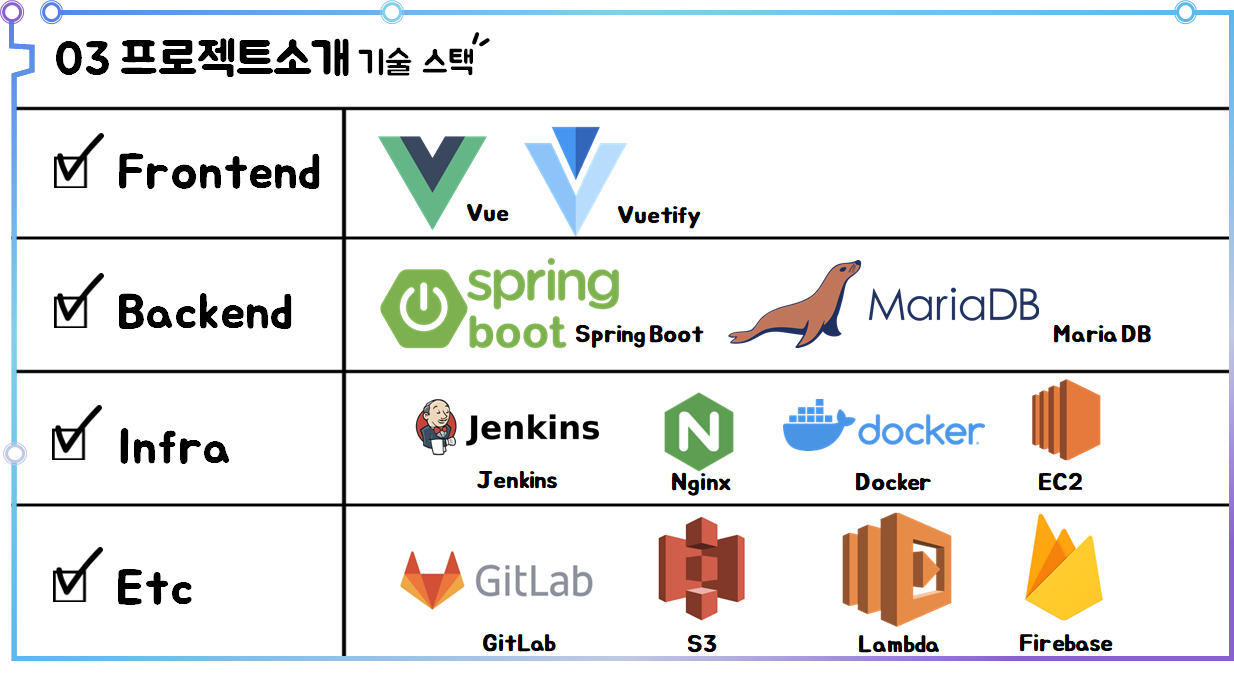 03 프로젝트소개 기술 스택
Frontend
Vue
Vuetify
Backend
spring
boot
Spring Boot
MariaDB
Maria DB
Infra
Jenkins
Jenkins
N
Nginx
docker
Docker
EC2
Etc
GitLab
GitLab
S3
Lambda
Firebase